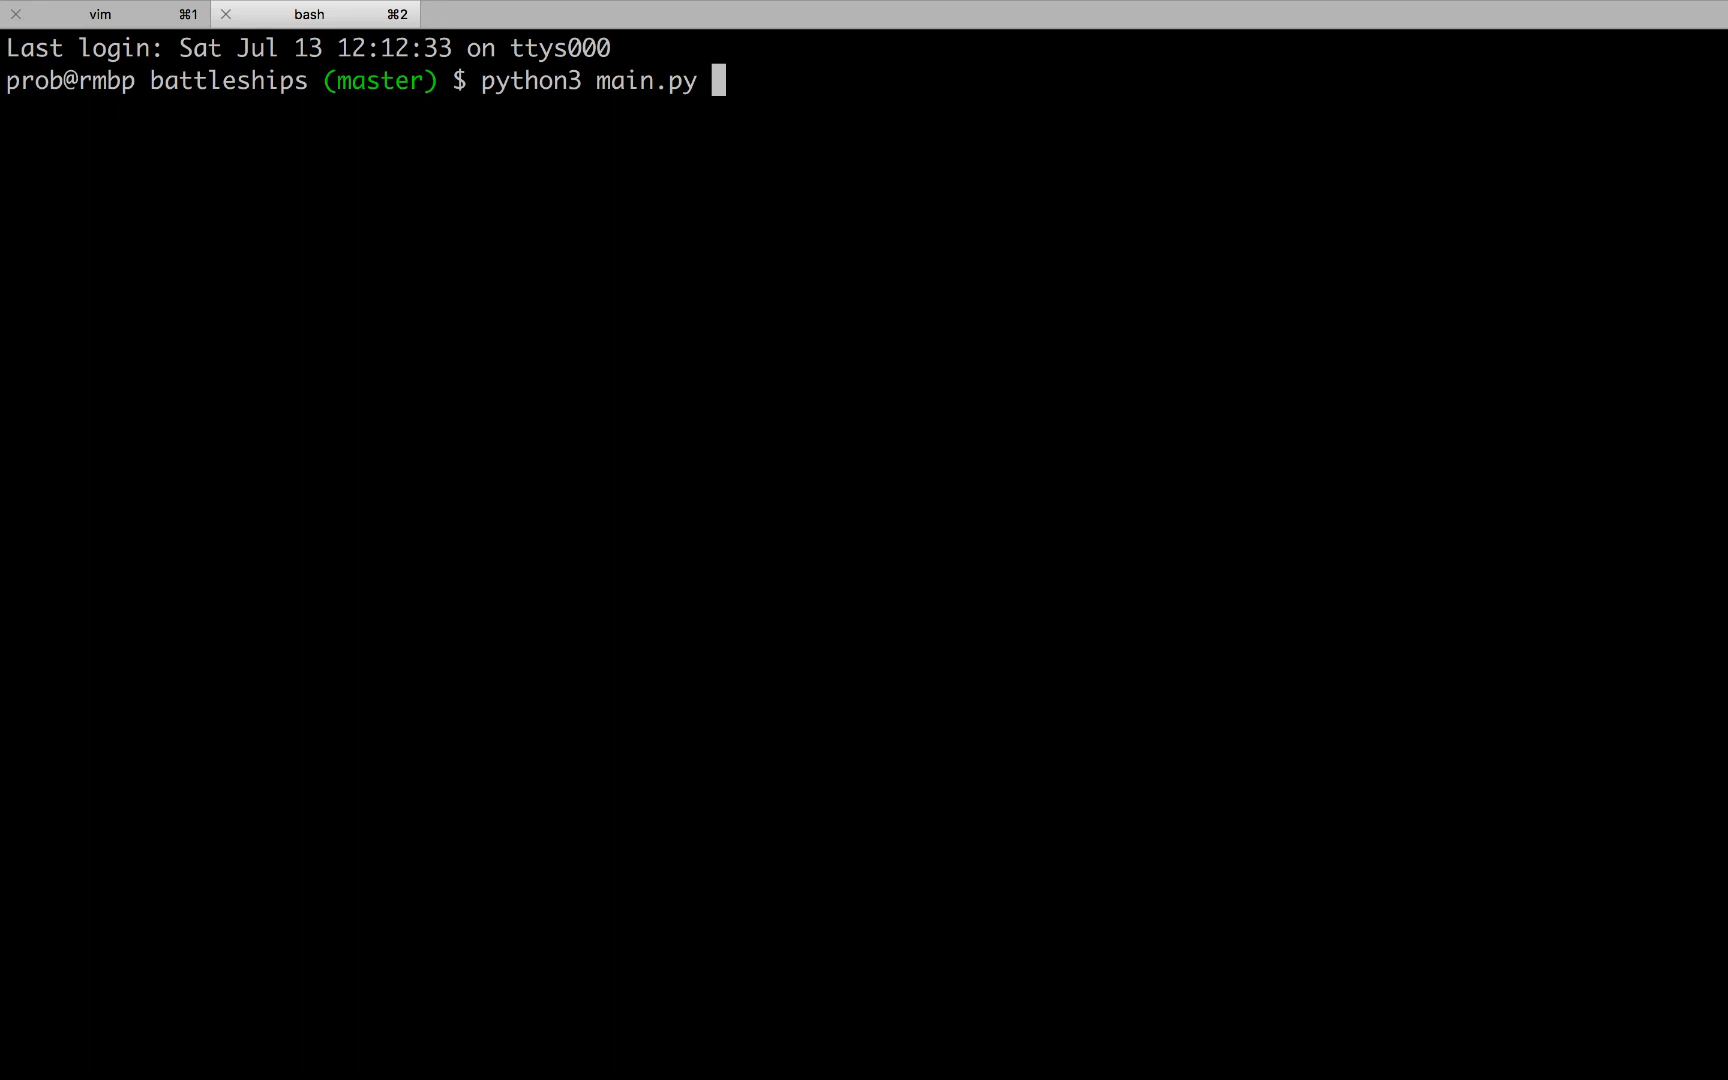 vim ⌘1 bash ⌘2
Last login: Sat Jul 13 12:12:33 on ttys000
prob@rmbp battleships (master) $ python3 main.py